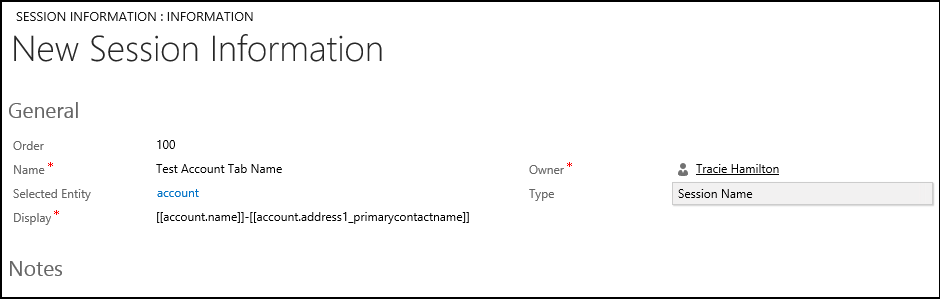 SESSION INFORMATION : INFORMATION
New Session Information
General
Order 100
Name * Test Account Tab Name Owner * Tracie Hamilton
Selected Entity account Type Session Name
Display * [[account.name]]-[[account.address1_primarycontactname]]
Notes